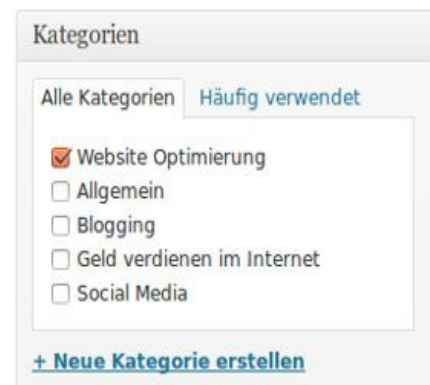 Kategorien
Alle Kategorien Häufig verwendet
Website Optimierung
Allgemein
Blogging
Geld verdienen im Internet
Social Media
+ Neue Kategorie erstellen